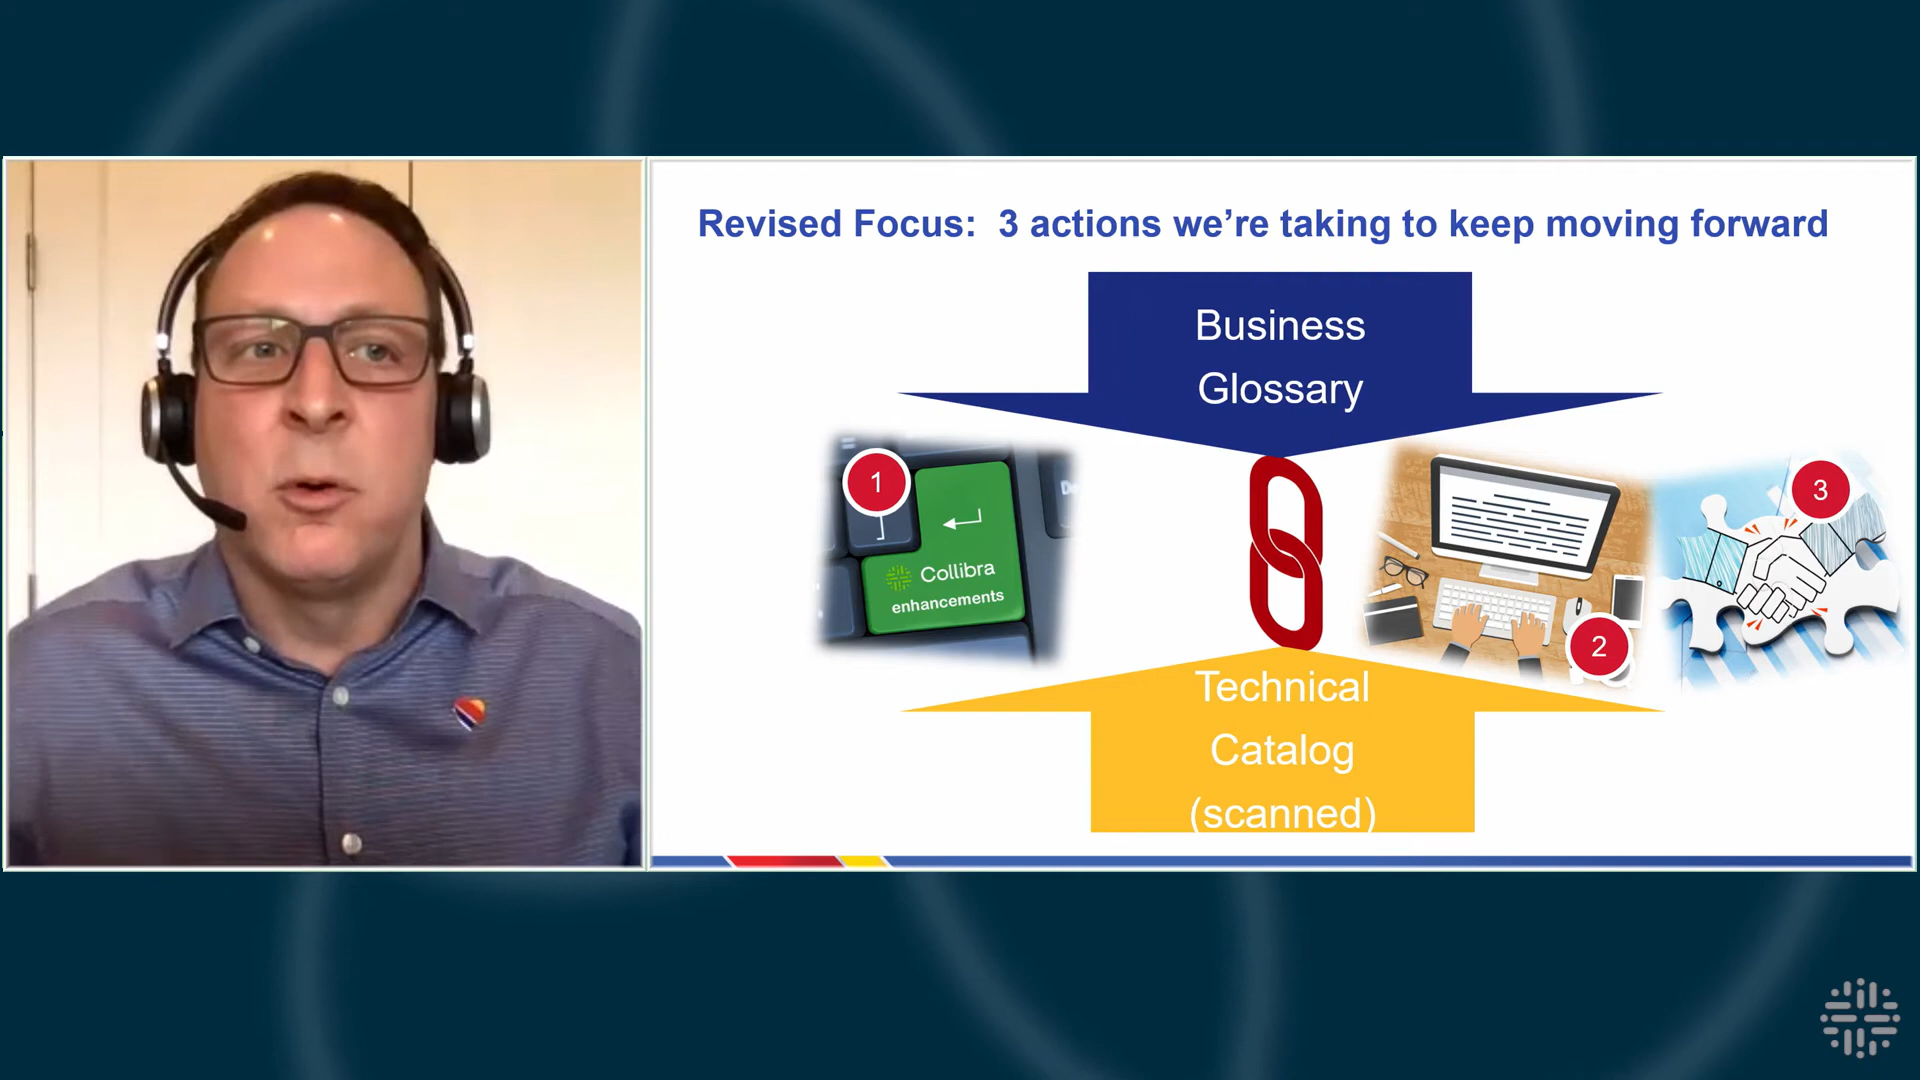 Revised Focus: 3 actions we’re taking to keep moving forward
Business
Glossary
1
Collibra
enhancements
3
2
Technical
Catalog
(scanned)